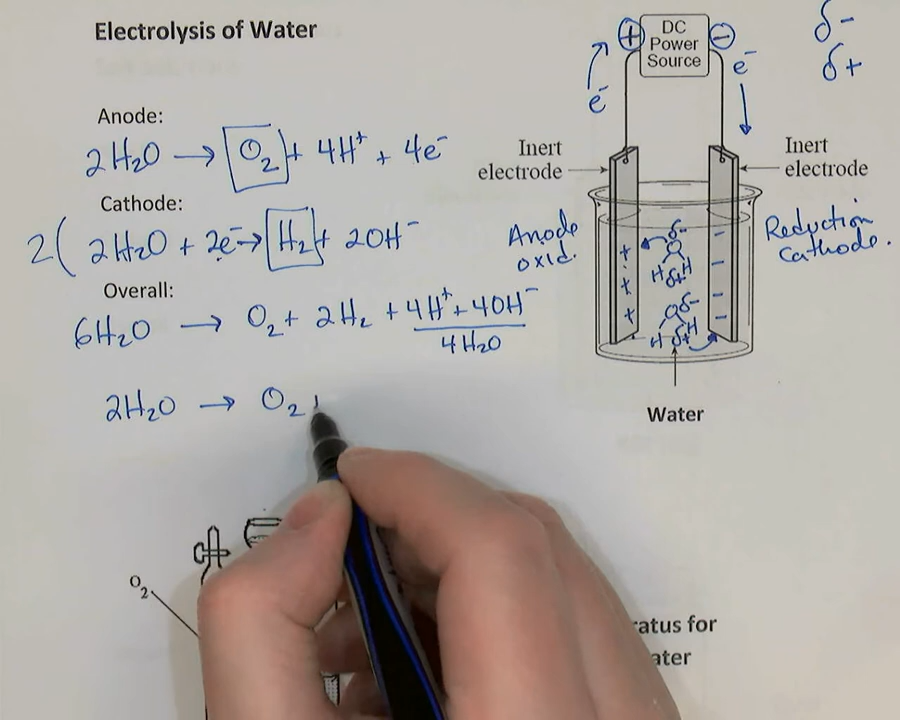 Electrolysis of Water
Anode:
2H₂O → O₂ + 4H⁺ + 4e⁻
Cathode:
2( 2H₂O + 2e⁻ → H₂ + 2OH⁻
Overall:
6H₂O → O₂ + 2H₂ + 4H⁺ + 4OH⁻
4H₂O
2H₂O → O₂
+
DC
Power
Source
−
δ−
δ+
e⁻
e⁻
Inert
electrode
Inert
electrode
Anode
oxid.
Reduction
Cathode.
+
+
+
−
−
−
−
δ−
O
H H
δ+
O δ−
H H
δ+
Water
O₂
ratus for
ater